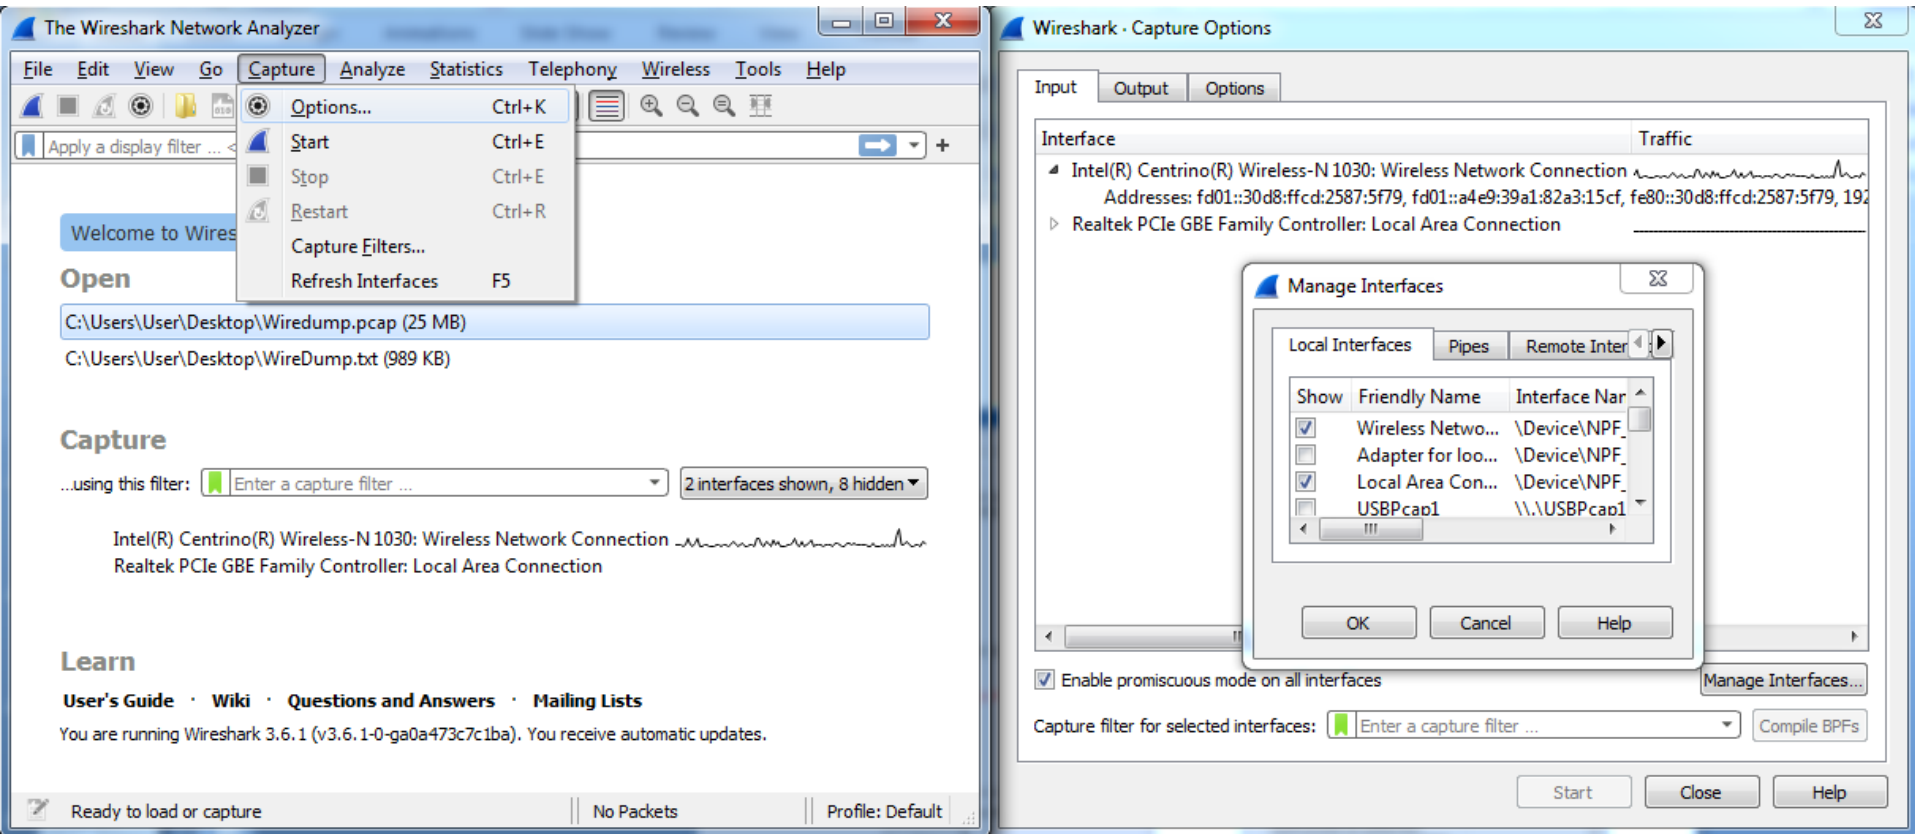 The Wireshark Network Analyzer
File Edit View Go Capture Analyze Statistics Telephony Wireless Tools Help
Options... Ctrl+K
Start Ctrl+E
Stop Ctrl+E
Restart Ctrl+R
Capture Filters...
Refresh Interfaces F5
Apply a display filter ... <
+
Welcome to Wires
Open
C:\Users\User\Desktop\Wiredump.pcap (25 MB)
C:\Users\User\Desktop\WireDump.txt (989 KB)
Capture
...using this filter: Enter a capture filter ... 2 interfaces shown, 8 hidden
Intel(R) Centrino(R) Wireless-N 1030: Wireless Network Connection
Realtek PCIe GBE Family Controller: Local Area Connection
Learn
User's Guide · Wiki · Questions and Answers · Mailing Lists
You are running Wireshark 3.6.1 (v3.6.1-0-ga0a473c7c1ba). You receive automatic updates.
Ready to load or capture No Packets Profile: Default
Wireshark · Capture Options
Input Output Options
Interface Traffic
Intel(R) Centrino(R) Wireless-N 1030: Wireless Network Connection
Addresses: fd01::30d8:ffcd:2587:5f79, fd01::a4e9:39a1:82a3:15cf, fe80::30d8:ffcd:2587:5f79, 192
Realtek PCIe GBE Family Controller: Local Area Connection
Manage Interfaces
Local Interfaces Pipes Remote Inter
Show Friendly Name Interface Nar
Wireless Netwo... \Device\NPF_
Adapter for loo... \Device\NPF_
Local Area Con... \Device\NPF_
USBPcap1 \\.\USBPcap1
OK Cancel Help
Enable promiscuous mode on all interfaces Manage Interfaces...
Capture filter for selected interfaces: Enter a capture filter ... Compile BPFs
Start Close Help